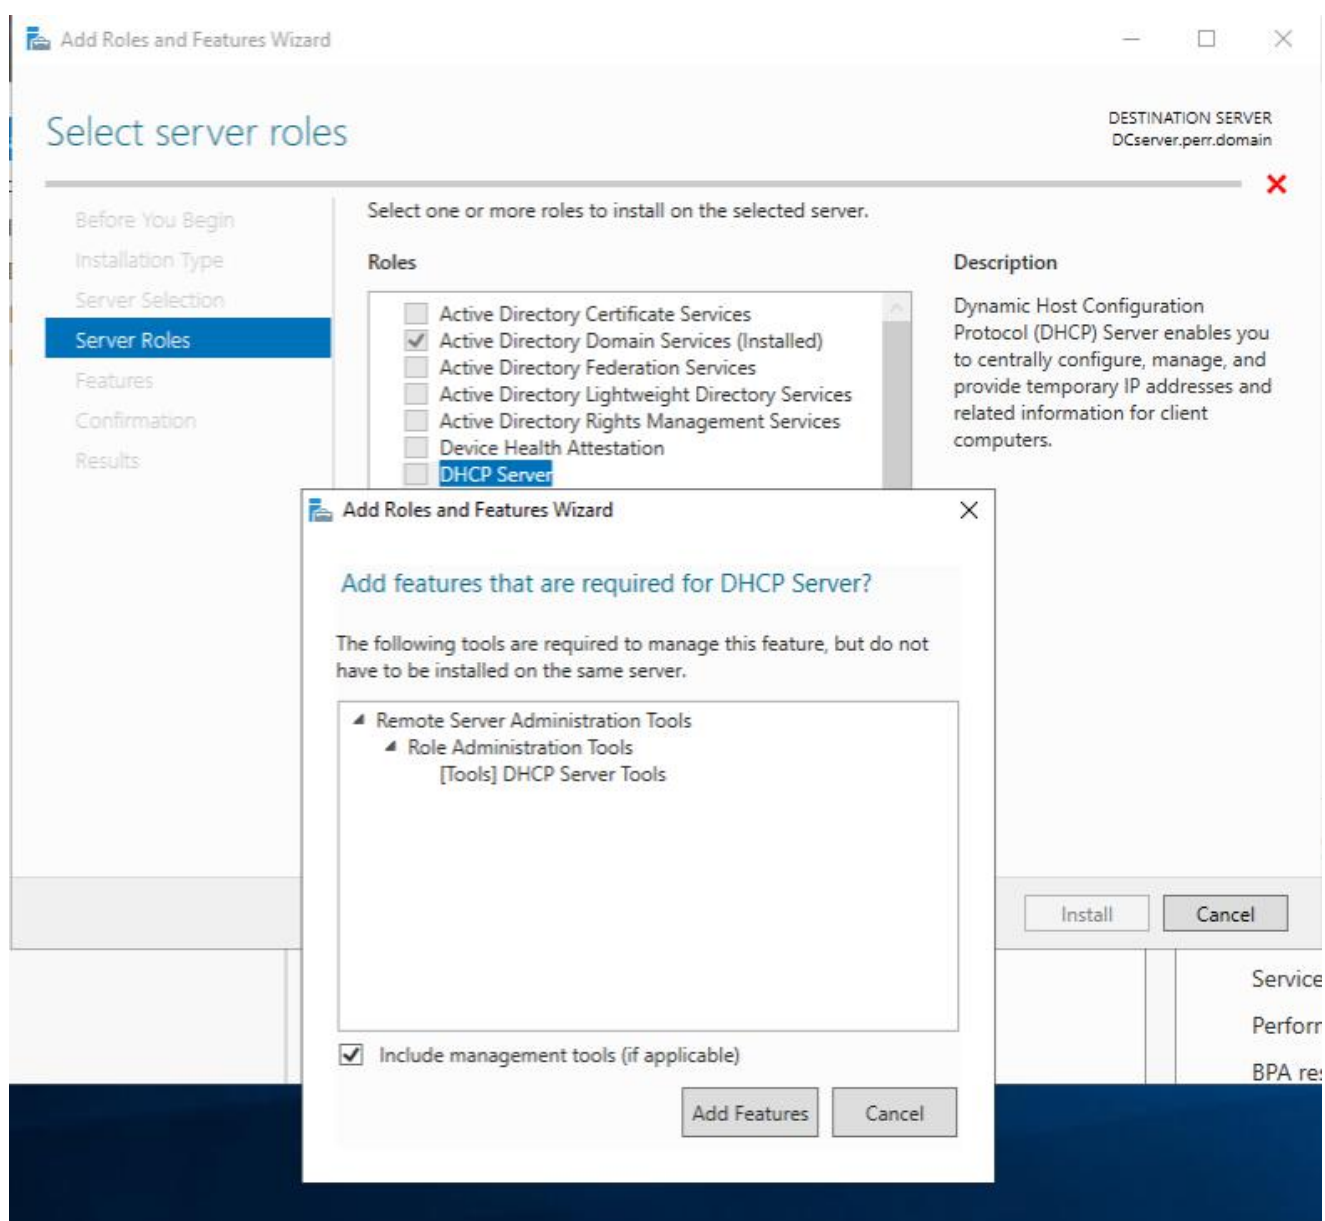 Add Roles and Features Wizard
Select server roles
DESTINATION SERVER
DCserver.perr.domain
Before You Begin
Installation Type
Server Selection
Server Roles
Features
Confirmation
Results
Select one or more roles to install on the selected server.
Roles
Active Directory Certificate Services
Active Directory Domain Services (Installed)
Active Directory Federation Services
Active Directory Lightweight Directory Services
Active Directory Rights Management Services
Device Health Attestation
DHCP Server
Description
Dynamic Host Configuration
Protocol (DHCP) Server enables you
to centrally configure, manage, and
provide temporary IP addresses and
related information for client
computers.
Add Roles and Features Wizard
Add features that are required for DHCP Server?
The following tools are required to manage this feature, but do not
have to be installed on the same server.
Remote Server Administration Tools
Role Administration Tools
[Tools] DHCP Server Tools
Include management tools (if applicable)
Add Features
Cancel
Install
Cancel
Service
Perforr
BPA re